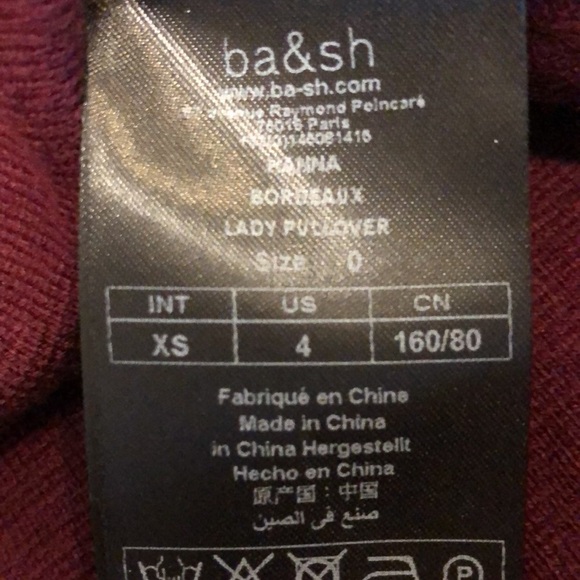 ba&sh
www.ba-sh.com
Raymond Poincaré
75016 Paris
HANNA
BORDEAUX
LADY PULLOVER
Size 0
INT US CN
XS 4 160/80
Fabriqué en Chine
Made in China
in China Hergestellt
Hecho en China
原产国：中国
صنع في الصين